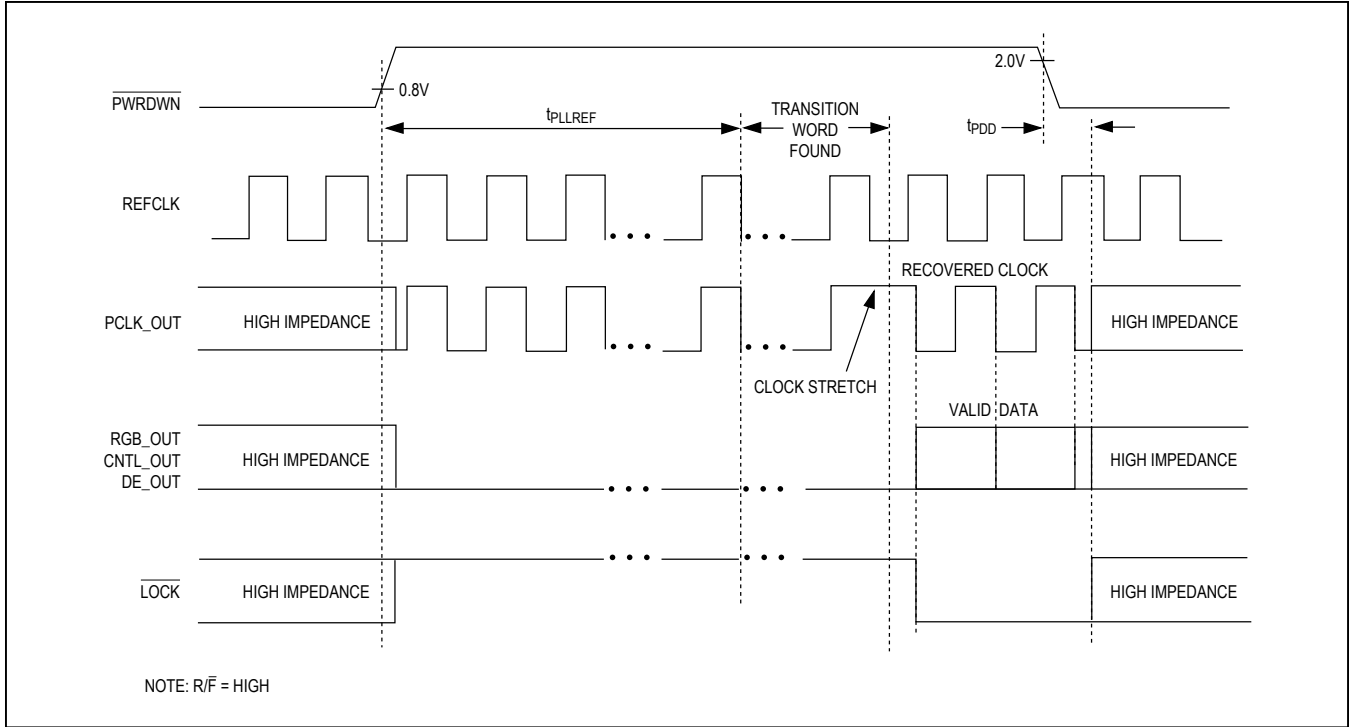 PWRDWN
0.8V
2.0V
tPLLREF
TRANSITION
WORD
FOUND
tPDD
REFCLK
RECOVERED CLOCK
PCLK_OUT
HIGH IMPEDANCE
HIGH IMPEDANCE
CLOCK STRETCH
VALID DATA
RGB_OUT
CNTL_OUT
DE_OUT
HIGH IMPEDANCE
HIGH IMPEDANCE
LOCK
HIGH IMPEDANCE
HIGH IMPEDANCE
NOTE: R/F̅ = HIGH